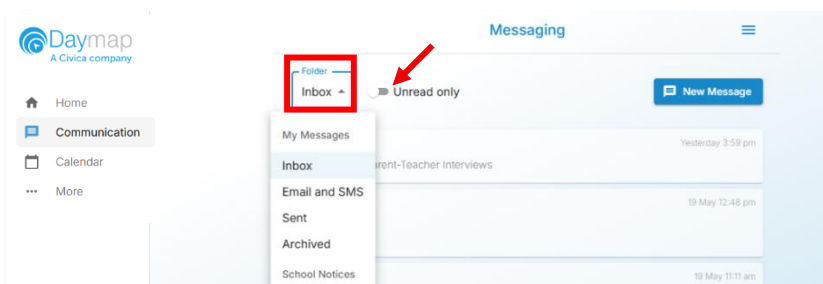 Daymap
A Civica company
Home
Communication
Calendar
More
Messaging
Folder
Inbox
Unread only
New Message
My Messages
Inbox
Email and SMS
Sent
Archived
School Notices
Yesterday 3:59 pm
rent-Teacher Interviews
19 May 12:48 pm
19 May 11:11 am